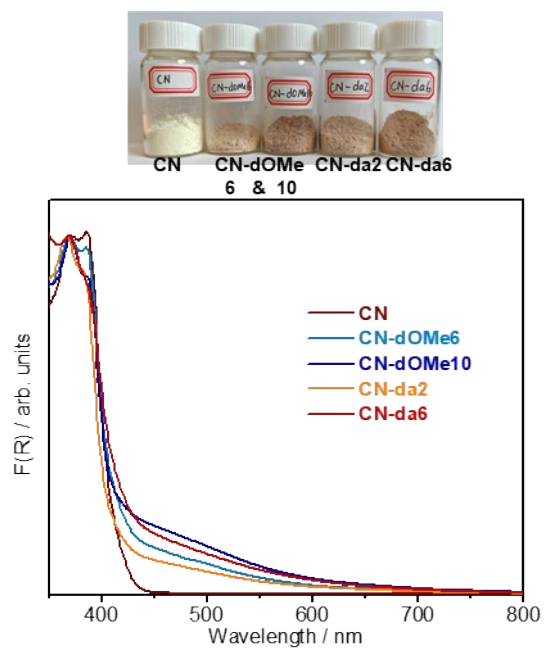 CN
CN-dOMe6
CN-dOMe10
CN-da2
CN-da6
CN CN-dOMe CN-da2 CN-da6
6 & 10
CN
CN-dOMe6
CN-dOMe10
CN-da2
CN-da6
F(R) / arb. units
400 500 600 700 800
Wavelength / nm